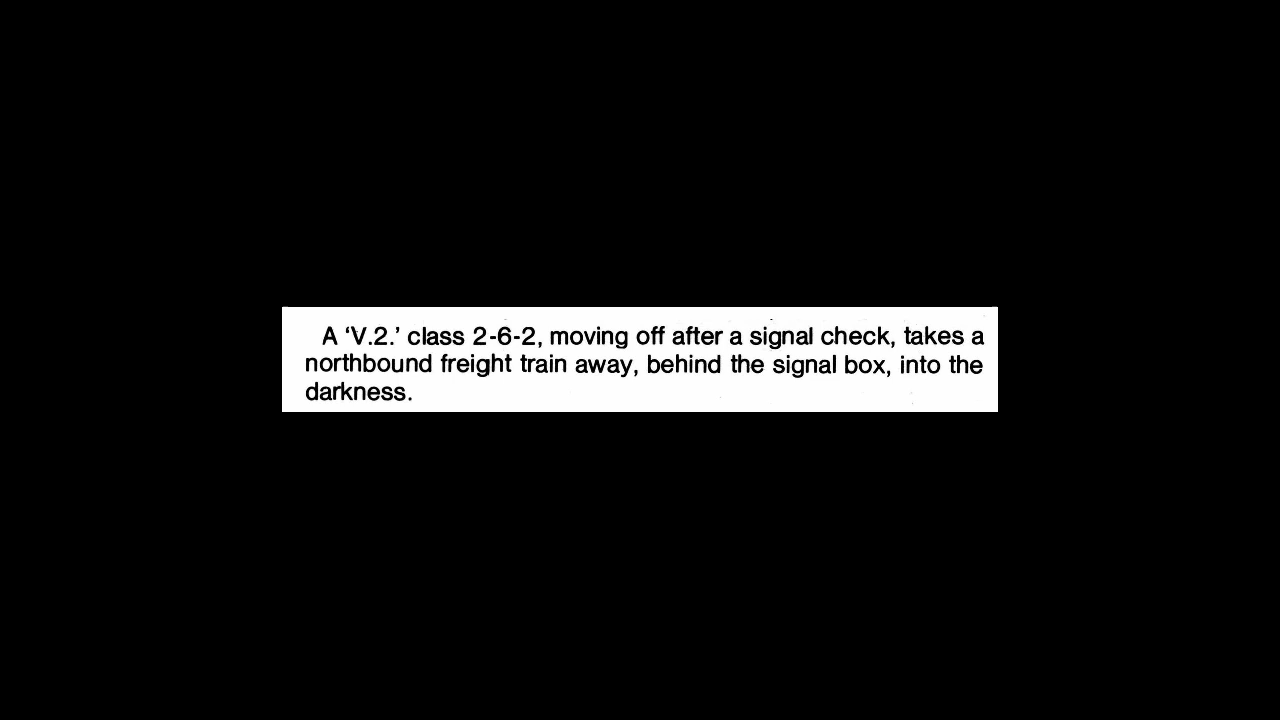 A ‘V.2.’ class 2-6-2, moving off after a signal check, takes a
northbound freight train away, behind the signal box, into the
darkness.